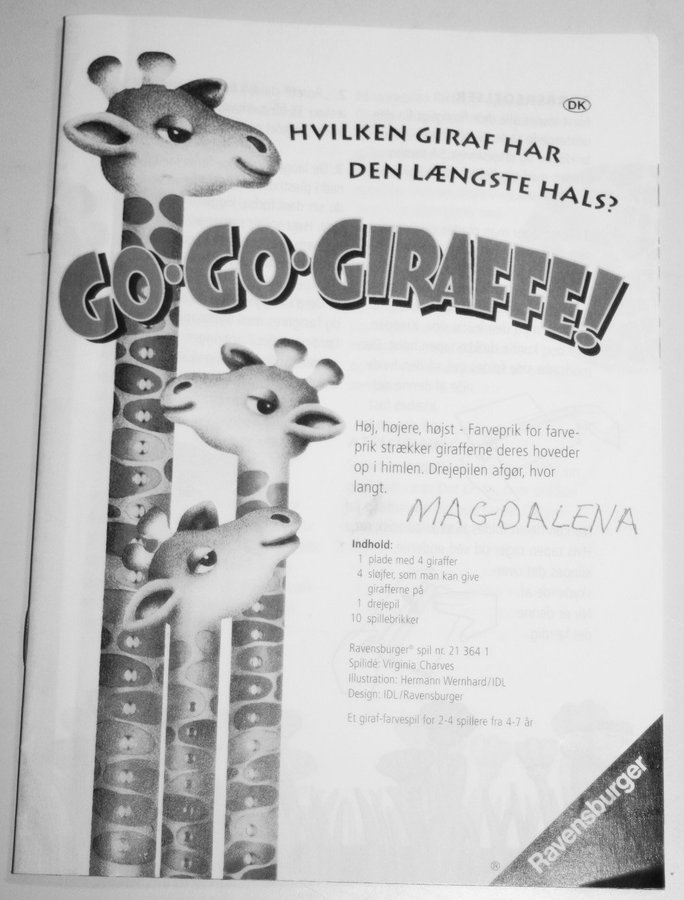 DK
HVILKEN GIRAF HAR
DEN LÆNGSTE HALS?
GO·GO·GIRAFFE!
Høj, højere, højst - Farveprik for farve-
prik strækker girafferne deres hoveder
op i himlen. Drejepilen afgør, hvor
langt.
MAGDALENA
Indhold:
1 plade med 4 giraffer
4 sløjfer, som man kan give
girafferne på
1 drejepil
10 spillebrikker
Ravensburger® spil nr. 21 364 1
Spilidé: Virginia Charves
Illustration: Hermann Wernhard/IDL
Design: IDL/Ravensburger
Et giraf-farvespil for 2-4 spillere fra 4-7 år
Ravensburger
®